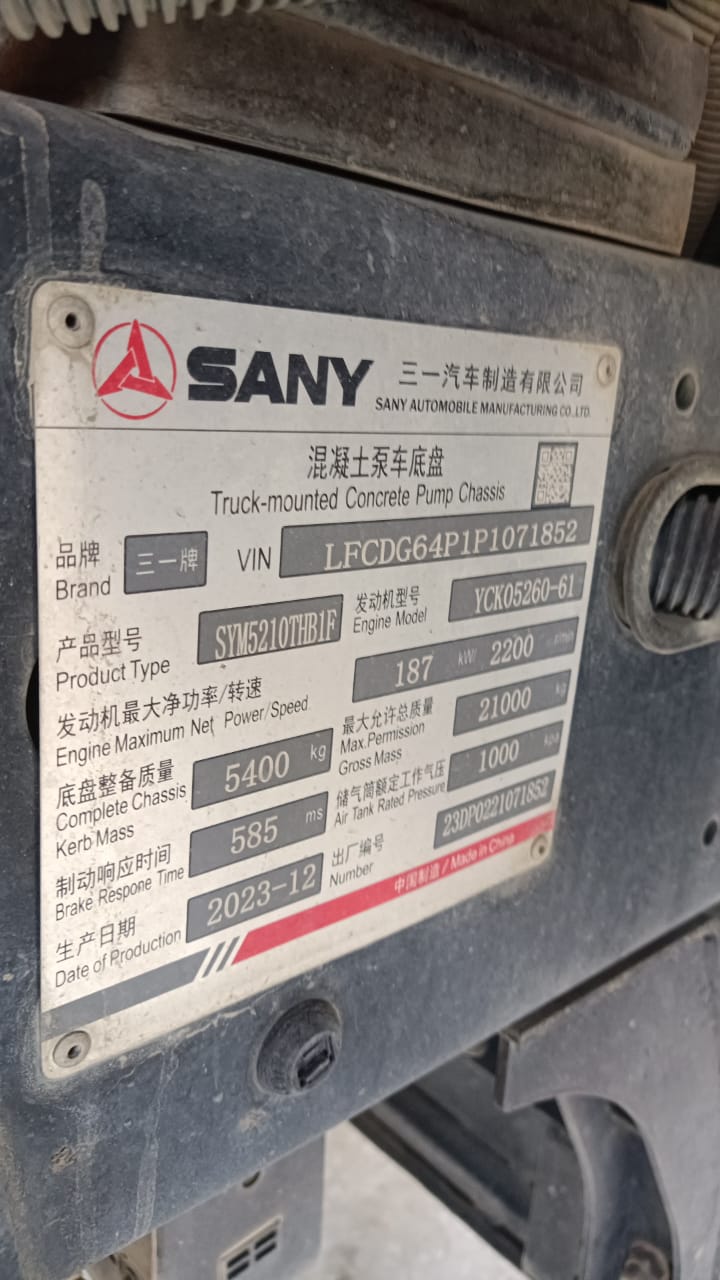 SANY
三一汽车制造有限公司
SANY AUTOMOBILE MANUFACTURING CO.,LTD.
混凝土泵车底盘
Truck-mounted Concrete Pump Chassis
品牌 三一牌 VIN LFCDG64P1P1071852
Brand
产品型号 SYM5210THB1F 发动机型号 YCK05260-61
Product Type Engine Model
发动机最大净功率/转速 187 kW/ 2200 r/min
Engine Maximum Net Power/Speed
底盘整备质量 5400 kg 最大允许总质量 21000 kg
Complete Chassis Max.Permission
Kerb Mass Gross Mass
制动响应时间 585 ms 储气筒额定工作气压 1000 kpa
Brake Respone Time Air Tank Rated Pressure
生产日期 2023-12 出厂编号 23DP0221071852
Date of Production Number
中国制造 / Made in China